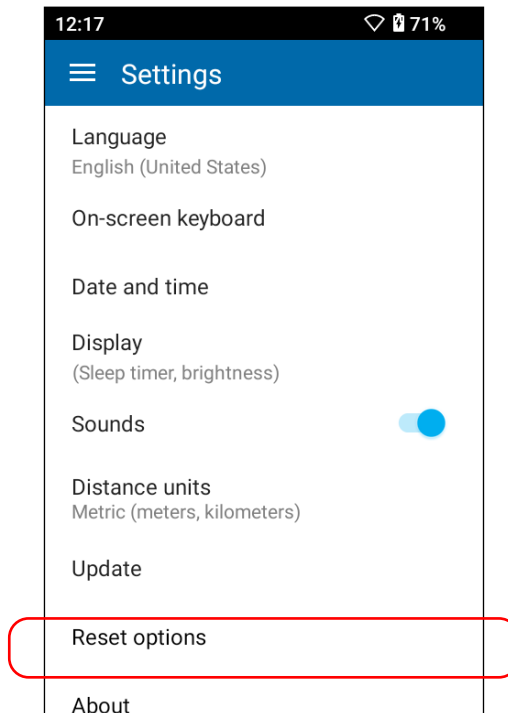 12:17 71%
Settings
Language
English (United States)
On-screen keyboard
Date and time
Display
(Sleep timer, brightness)
Sounds
Distance units
Metric (meters, kilometers)
Update
Reset options
About